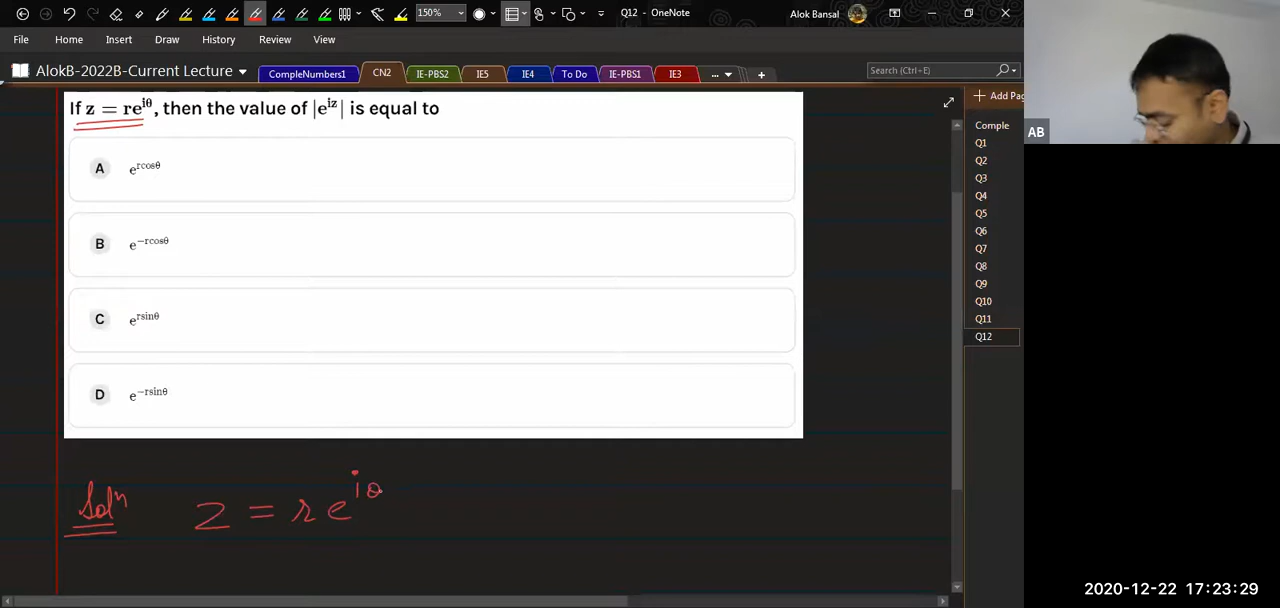 150%
Q12 - OneNote
Alok Bansal
File Home Insert Draw History Review View
AlokB-2022B-Current Lecture
CompleNumbers1 CN2 IE-PBS2 IE5 IE4 To Do IE-PBS1 IE3 ...
Search (Ctrl+E)
Add Pag
If z = re^{iθ}, then the value of |e^{iz}| is equal to
A e^{rcosθ}
B e^{-rcosθ}
C e^{rsinθ}
D e^{-rsinθ}
Solⁿ z = re^{iθ}
Comple
Q1
Q2
Q3
Q4
Q5
Q6
Q7
Q8
Q9
Q10
Q11
Q12
AB
2020-12-22 17:23:29